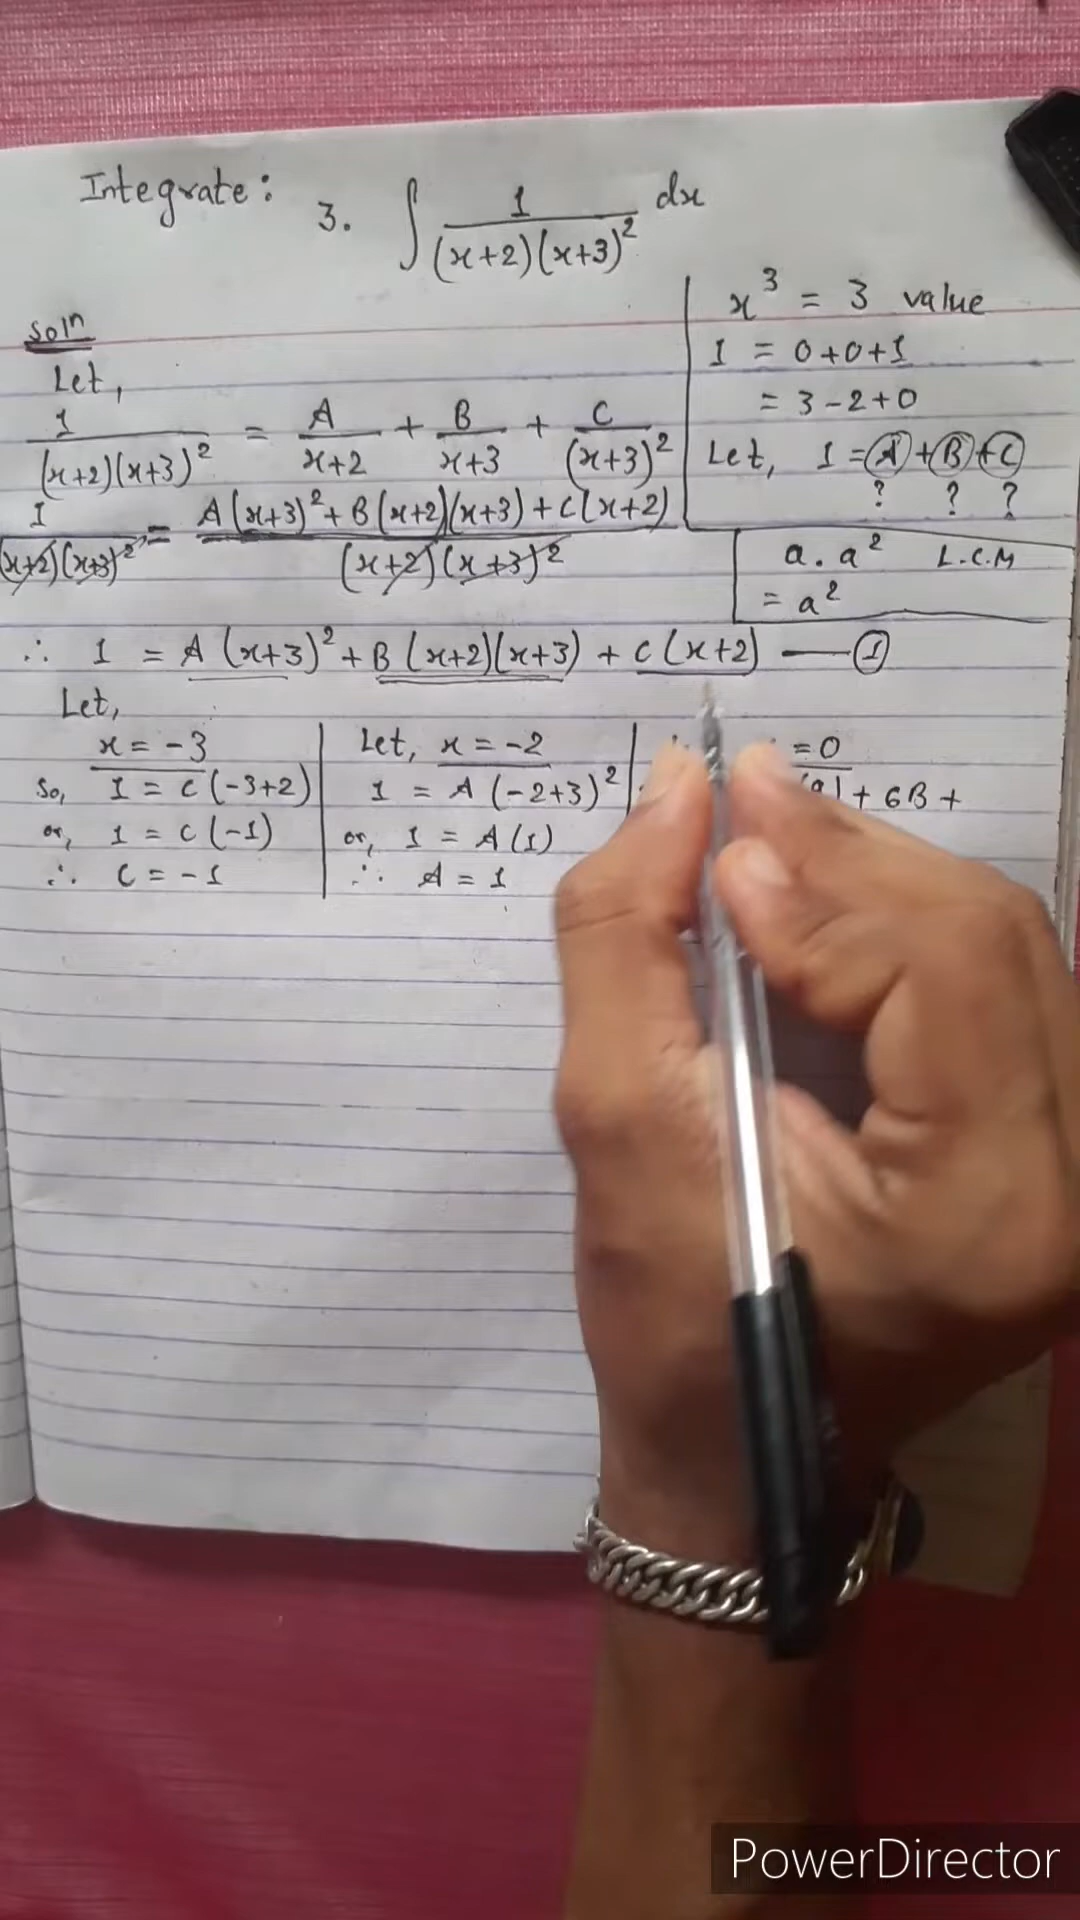 Integrate: 3. ∫ 1/((x+2)(x+3)²) dx
Soln
Let,
1/((x+2)(x+3)²) = A/(x+2) + B/(x+3) + C/(x+3)²
1/((x+2)(x+3)²) = (A(x+3)² + B(x+2)(x+3) + C(x+2))/((x+2)(x+3)²)
x³ = 3 value
1 = 0+0+1
= 3-2+0
Let, 1 = A+B+C
? ? ?
a . a² L.C.M
= a²
∴ 1 = A(x+3)² + B(x+2)(x+3) + C(x+2) — 1
Let,
x = -3
So, 1 = C(-3+2)
or, 1 = C(-1)
∴ C = -1
Let, x = -2
1 = A(-2+3)²
or, 1 = A(1)
∴ A = 1
=0
+ 6B +
PowerDirector